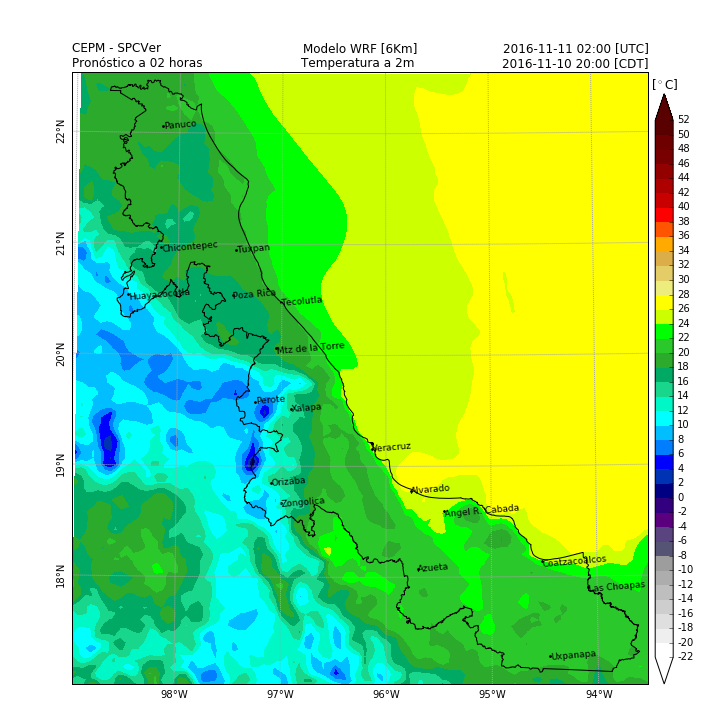 CEPM - SPCVer Modelo WRF [6Km] 2016-11-11 02:00 [UTC]
Pronóstico a 02 horas Temperatura a 2m 2016-11-10 20:00 [CDT]
[°C]
52
50
48
46
44
42
40
38
36
34
32
30
28
26
24
22
20
18
16
14
12
10
8
6
4
2
0
-2
-4
-6
-8
-10
-12
-14
-16
-18
-20
-22
22°N
21°N
20°N
19°N
18°N
Panuco
Chicontepec
Tuxpan
Huayacocotla
Poza Rica
Tecolutla
Mtz de la Torre
Perote
Xalapa
Veracruz
Orizaba
Alvarado
Zongolica
Angel R. Cabada
Azueta
Coatzacoalcos
Las Choapas
Uxpanapa
98°W 97°W 96°W 95°W 94°W